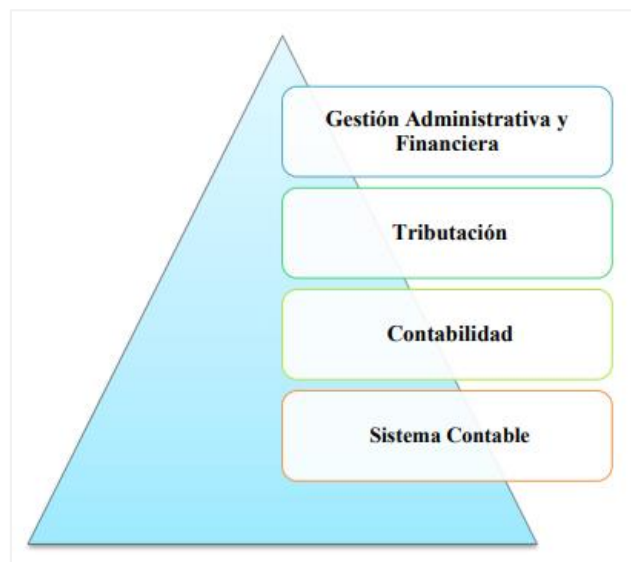 Gestión Administrativa y
Financiera
Tributación
Contabilidad
Sistema Contable